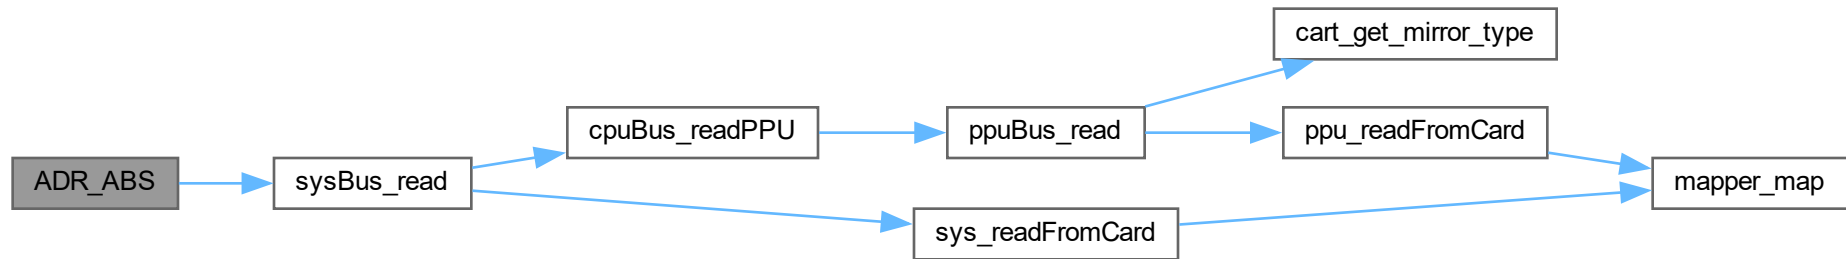 cart_get_mirror_type
cpuBus_readPPU
ppuBus_read
ppu_readFromCard
ADR_ABS
sysBus_read
mapper_map
sys_readFromCard